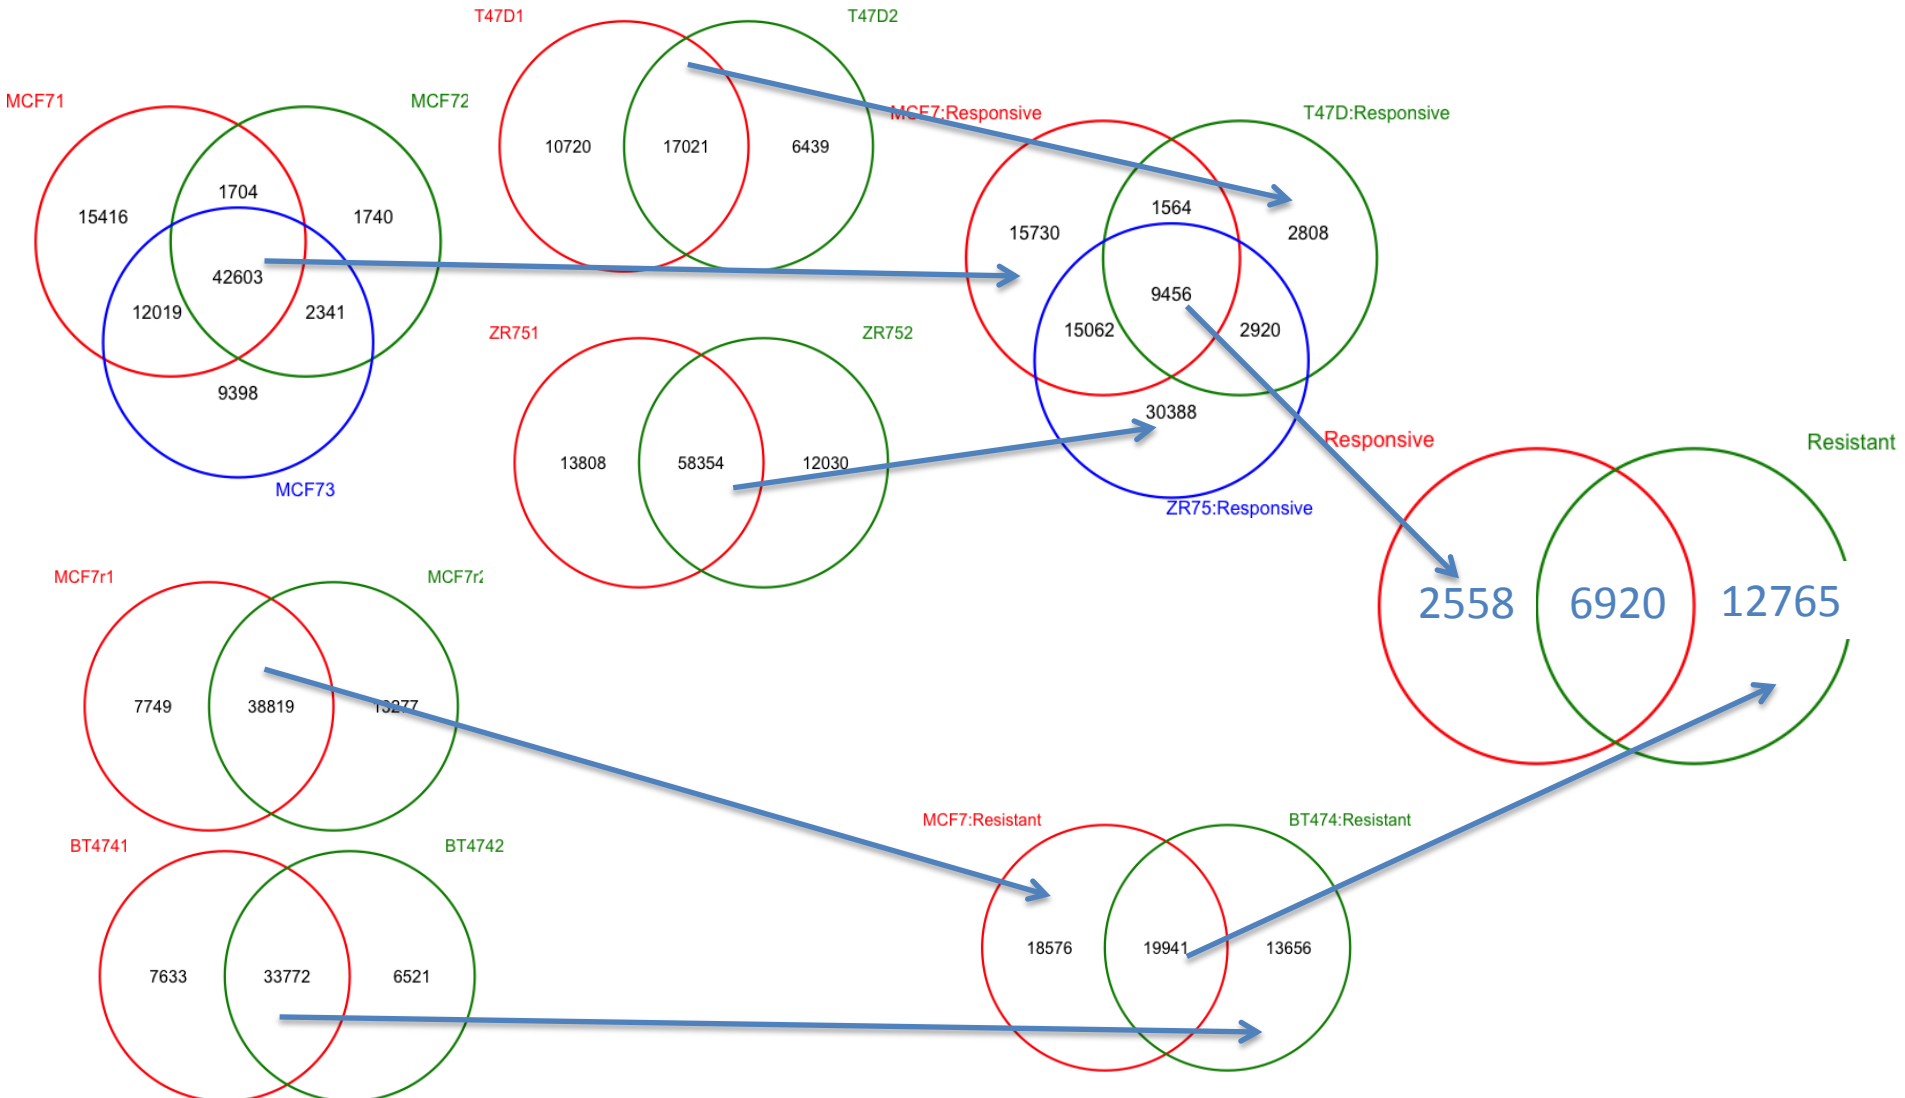 T47D1
T47D2
10720
17021
6439
MCF71
MCF72
15416
1704
1740
42603
12019
2341
9398
MCF73
MCF7:Responsive
T47D:Responsive
15730
1564
2808
9456
15062
2920
30388
ZR75:Responsive
ZR751
ZR752
13808
58354
12030
Responsive
Resistant
2558
6920
12765
MCF7r1
MCF7r2
7749
38819
13277
BT4741
BT4742
7633
33772
6521
MCF7:Resistant
BT474:Resistant
18576
19941
13656